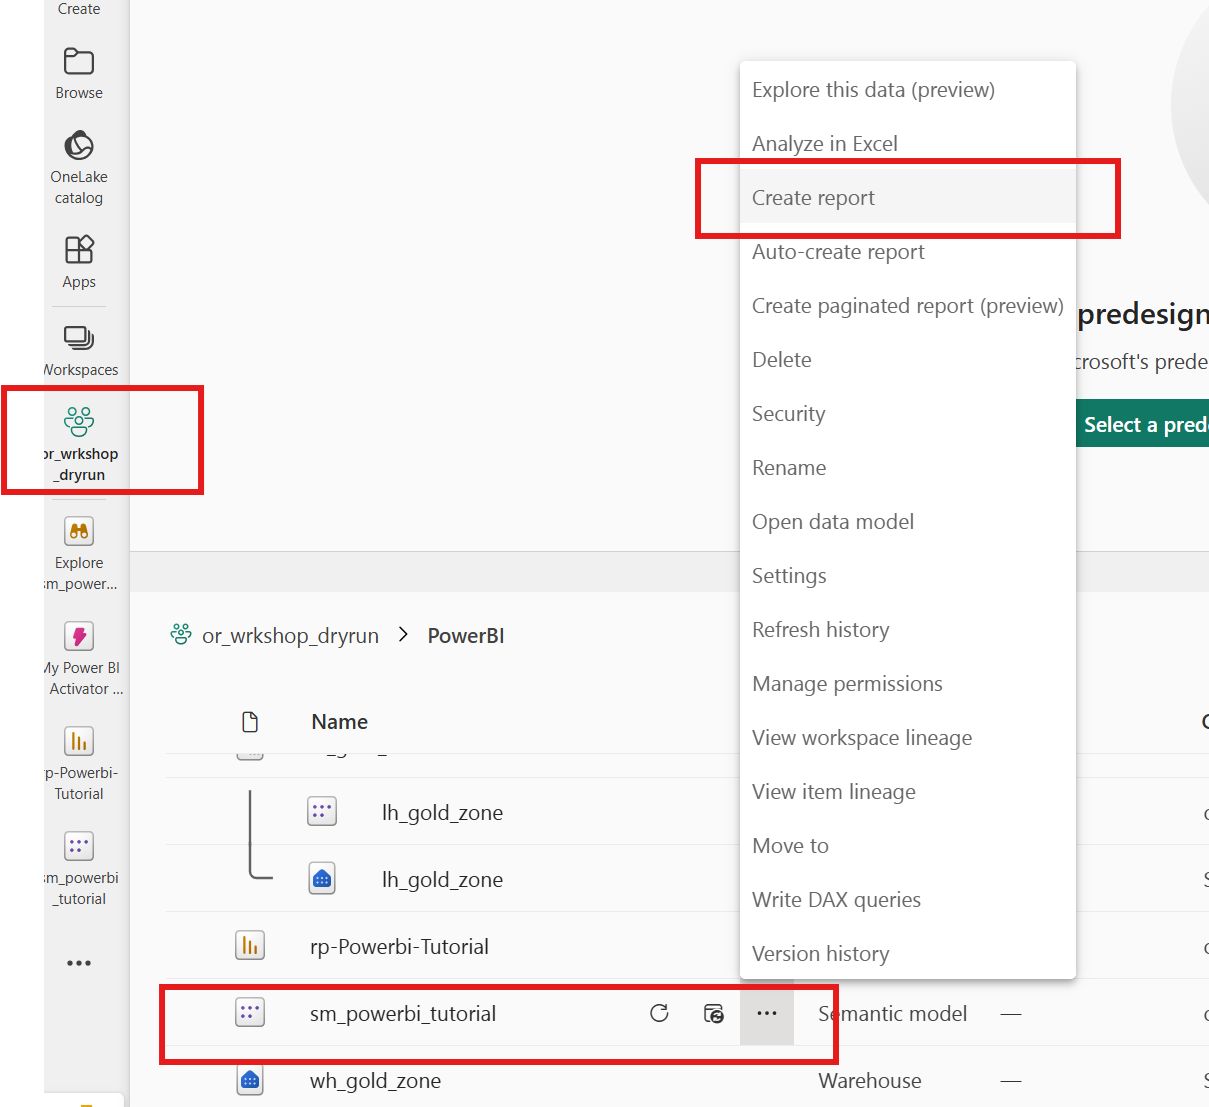 Create
Browse
OneLake
catalog
Apps
Workspaces
or_wrkshop
_dryrun
Explore
sm_power...
My Power BI
Activator ...
rp-Powerbi-
Tutorial
sm_powerbi
_tutorial
Explore this data (preview)
Analyze in Excel
Create report
Auto-create report
Create paginated report (preview)
Delete
Security
Rename
Open data model
Settings
Refresh history
Manage permissions
View workspace lineage
View item lineage
Move to
Write DAX queries
Version history
predesign
crosoft's prede
Select a pred
or_wrkshop_dryrun > PowerBI
Name
lh_gold_zone
lh_gold_zone
rp-Powerbi-Tutorial
sm_powerbi_tutorial ... Semantic model —
wh_gold_zone Warehouse —